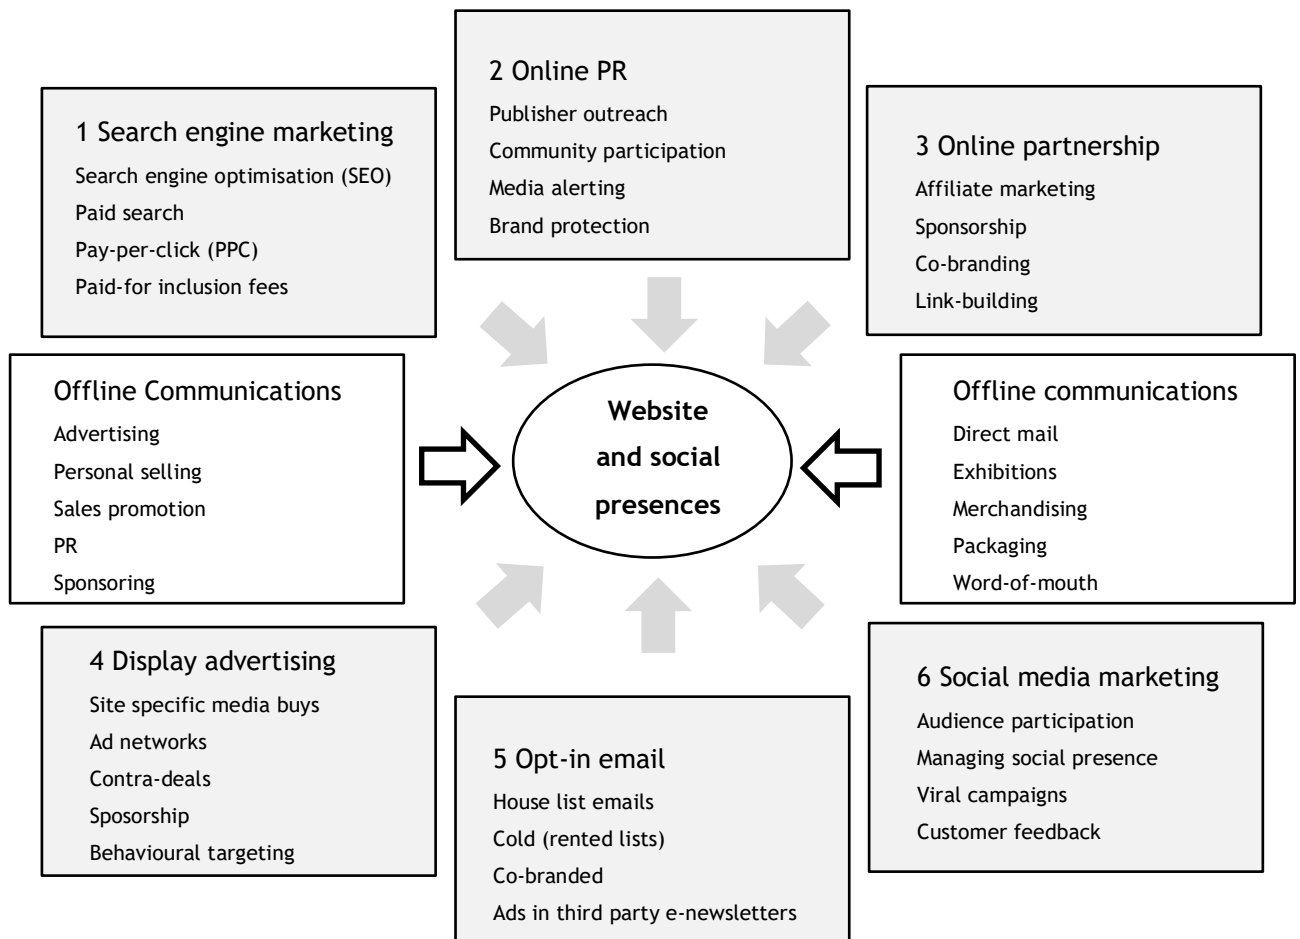 1 Search engine marketing
Search engine optimisation (SEO)
Paid search
Pay-per-click (PPC)
Paid-for inclusion fees
2 Online PR
Publisher outreach
Community participation
Media alerting
Brand protection
3 Online partnership
Affiliate marketing
Sponsorship
Co-branding
Link-building
Offline Communications
Advertising
Personal selling
Sales promotion
PR
Sponsoring
Website
and social
presences
Offline communications
Direct mail
Exhibitions
Merchandising
Packaging
Word-of-mouth
4 Display advertising
Site specific media buys
Ad networks
Contra-deals
Sposorship
Behavioural targeting
5 Opt-in email
House list emails
Cold (rented lists)
Co-branded
Ads in third party e-newsletters
6 Social media marketing
Audience participation
Managing social presence
Viral campaigns
Customer feedback